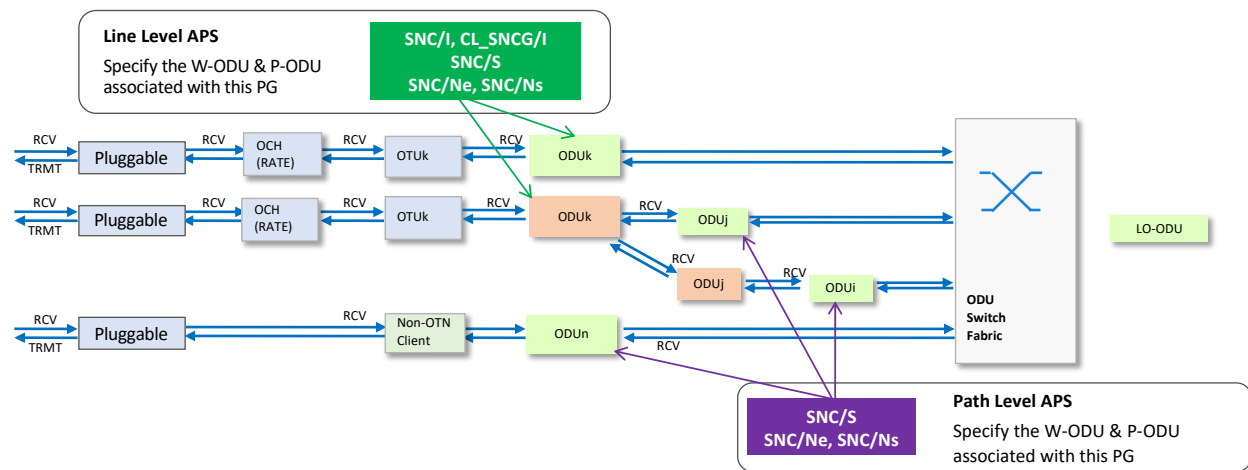 Line Level APS
Specify the W-ODU & P-ODU
associated with this PG
SNC/I, CL_SNCG/I
SNC/S
SNC/Ne, SNC/Ns
RCV
TRMT
Pluggable
RCV
OCH
(RATE)
RCV
OTUk
RCV
ODUk
RCV
TRMT
Pluggable
RCV
OCH
(RATE)
RCV
OTUk
RCV
ODUk
RCV
ODUj
RCV
ODUj
RCV
ODUi
RCV
TRMT
Pluggable
RCV
Non-OTN
Client
ODUn
RCV
ODU
Switch
Fabric
LO-ODU
SNC/S
SNC/Ne, SNC/Ns
Path Level APS
Specify the W-ODU & P-ODU
associated with this PG